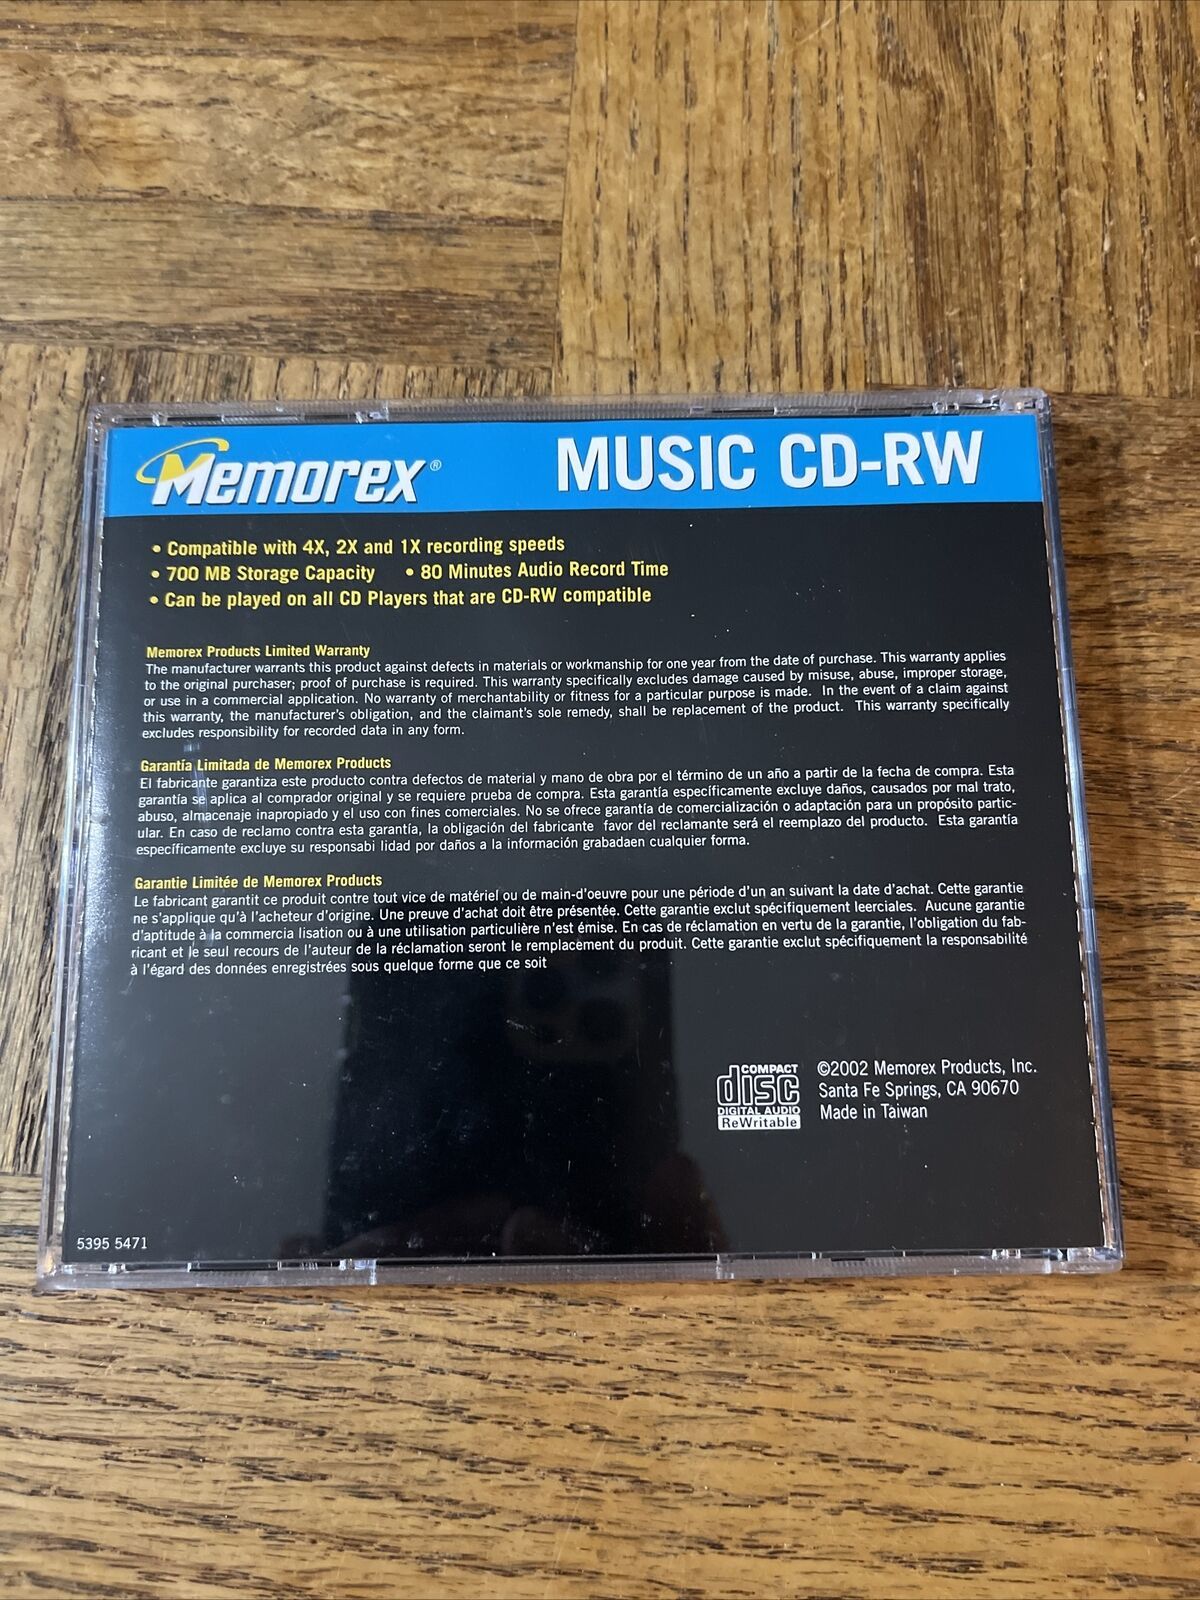 Memorex®
MUSIC CD-RW
• Compatible with 4X, 2X and 1X recording speeds
• 700 MB Storage Capacity • 80 Minutes Audio Record Time
• Can be played on all CD Players that are CD-RW compatible
Memorex Products Limited Warranty
The manufacturer warrants this product against defects in materials or workmanship for one year from the date of purchase. This warranty applies
to the original purchaser; proof of purchase is required. This warranty specifically excludes damage caused by misuse, abuse, improper storage,
or use in a commercial application. No warranty of merchantability or fitness for a particular purpose is made. In the event of a claim against
this warranty, the manufacturer's obligation, and the claimant's sole remedy, shall be replacement of the product. This warranty specifically
excludes responsibility for recorded data in any form.
Garantía Limitada de Memorex Products
El fabricante garantiza este producto contra defectos de material y mano de obra por el término de un año a partir de la fecha de compra. Esta
garantía se aplica al comprador original y se requiere prueba de compra. Esta garantía específicamente excluye daños, causados por mal trato,
abuso, almacenaje inapropiado y el uso con fines comerciales. No se ofrece garantía de comercialización o adaptación para un propósito partic-
ular. En caso de reclamo contra esta garantía, la obligación del fabricante favor del reclamante será el reemplazo del producto. Esta garantía
específicamente excluye su responsabi lidad por daños a la información grabadaen cualquier forma.
Garantie Limitée de Memorex Products
Le fabricant garantit ce produit contre tout vice de matériel ou de main-d'oeuvre pour une période d'un an suivant la date d'achat. Cette garantie
ne s'applique qu'à l'acheteur d'origine. Une preuve d'achat doit être présentée. Cette garantie exclut spécifiquement leerciales. Aucune garantie
d'aptitude à la commercia lisation ou à une utilisation particulière n'est émise. En cas de réclamation en vertu de la garantie, l'obligation du fab-
ricant et le seul recours de l'auteur de la réclamation seront le remplacement du produit. Cette garantie exclut spécifiquement la responsabilité
à l'égard des données enregistrées sous quelque forme que ce soit
COMPACT
disc
DIGITAL AUDIO
ReWritable
©2002 Memorex Products, Inc.
Santa Fe Springs, CA 90670
Made in Taiwan
5395 5471